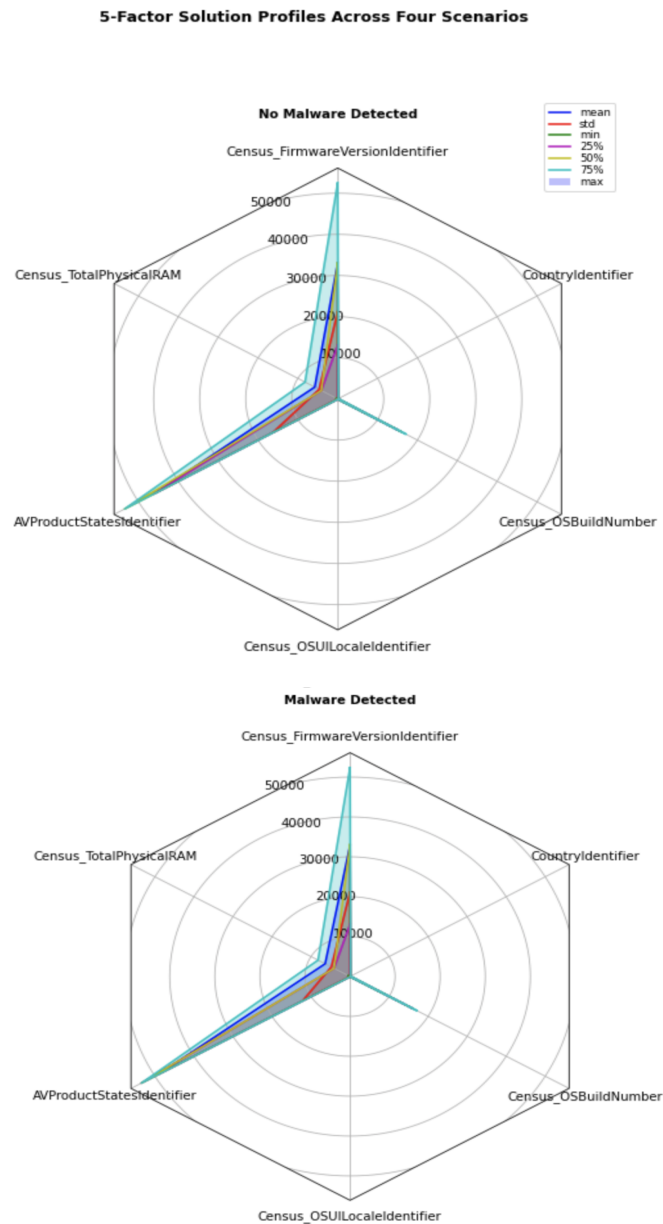 5-Factor Solution Profiles Across Four Scenarios
No Malware Detected
mean
std
min
25%
50%
75%
max
Census_FirmwareVersionIdentifier
50000
40000
30000
20000
10000
Census_TotalPhysicalRAM
CountryIdentifier
AVProductStatesIdentifier
Census_OSBuildNumber
Census_OSUILocaleIdentifier
Malware Detected
Census_FirmwareVersionIdentifier
50000
40000
30000
20000
10000
Census_TotalPhysicalRAM
CountryIdentifier
AVProductStatesIdentifier
Census_OSBuildNumber
Census_OSUILocaleIdentifier